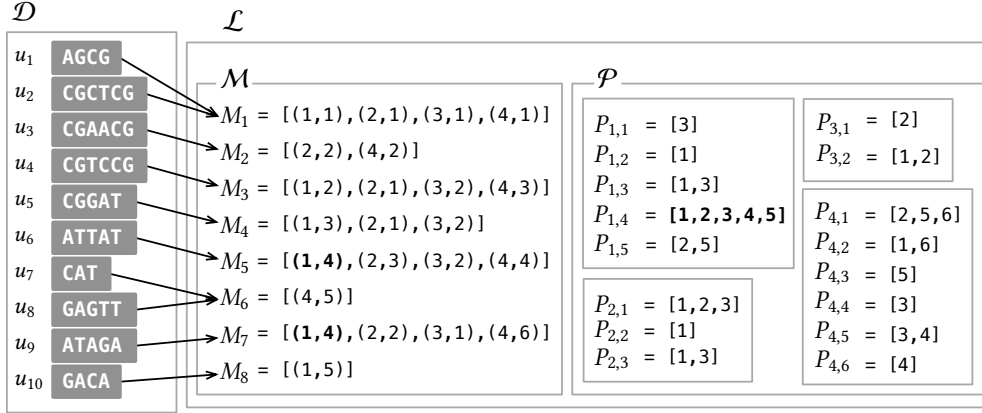 𝒟
ℒ
u1 AGCG
u2 CGCTCG
u3 CGAACG
u4 CGTCCG
u5 CGGAT
u6 ATTAT
u7 CAT
u8 GAGTT
u9 ATAGA
u10 GACA
ℳ
M1 = [(1,1),(2,1),(3,1),(4,1)]
M2 = [(2,2),(4,2)]
M3 = [(1,2),(2,1),(3,2),(4,3)]
M4 = [(1,3),(2,1),(3,2)]
M5 = [(1,4),(2,3),(3,2),(4,4)]
M6 = [(4,5)]
M7 = [(1,4),(2,2),(3,1),(4,6)]
M8 = [(1,5)]
𝒫
P1,1 = [3]
P1,2 = [1]
P1,3 = [1,3]
P1,4 = [1,2,3,4,5]
P1,5 = [2,5]
P2,1 = [1,2,3]
P2,2 = [1]
P2,3 = [1,3]
P3,1 = [2]
P3,2 = [1,2]
P4,1 = [2,5,6]
P4,2 = [1,6]
P4,3 = [5]
P4,4 = [3]
P4,5 = [3,4]
P4,6 = [4]